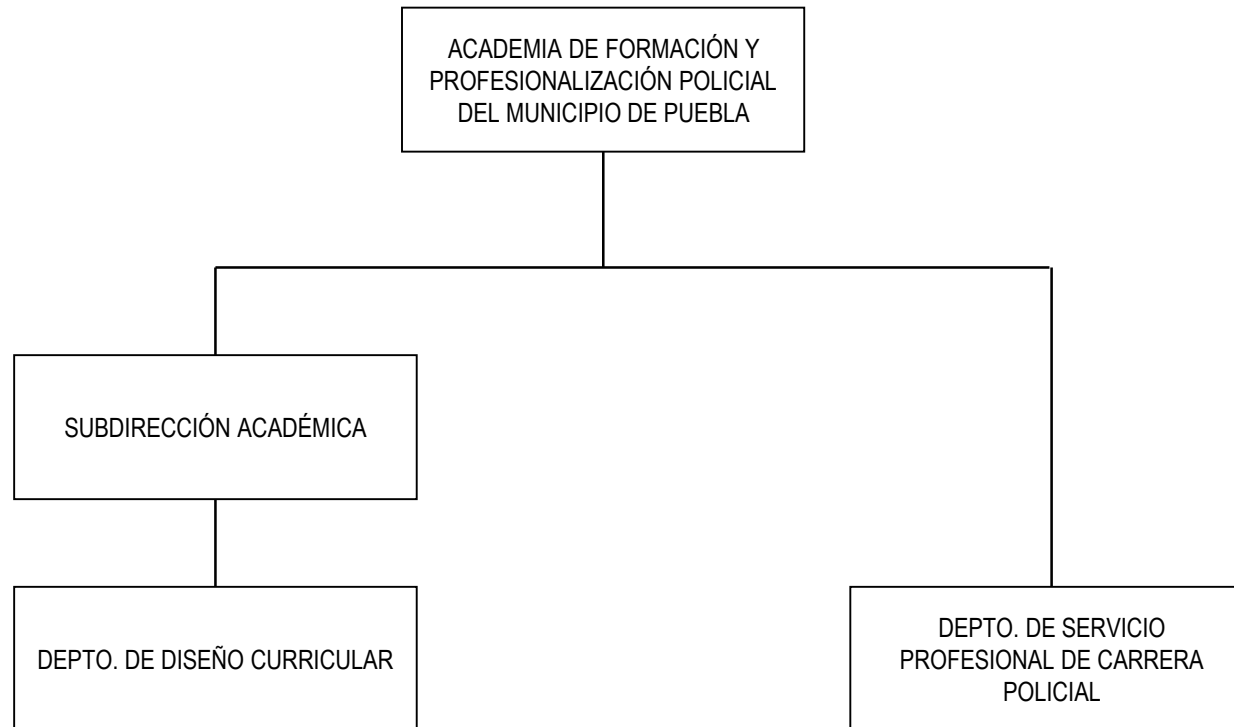 ACADEMIA DE FORMACIÓN Y
PROFESIONALIZACIÓN POLICIAL
DEL MUNICIPIO DE PUEBLA
SUBDIRECCIÓN ACADÉMICA
DEPTO. DE DISEÑO CURRICULAR
DEPTO. DE SERVICIO
PROFESIONAL DE CARRERA
POLICIAL